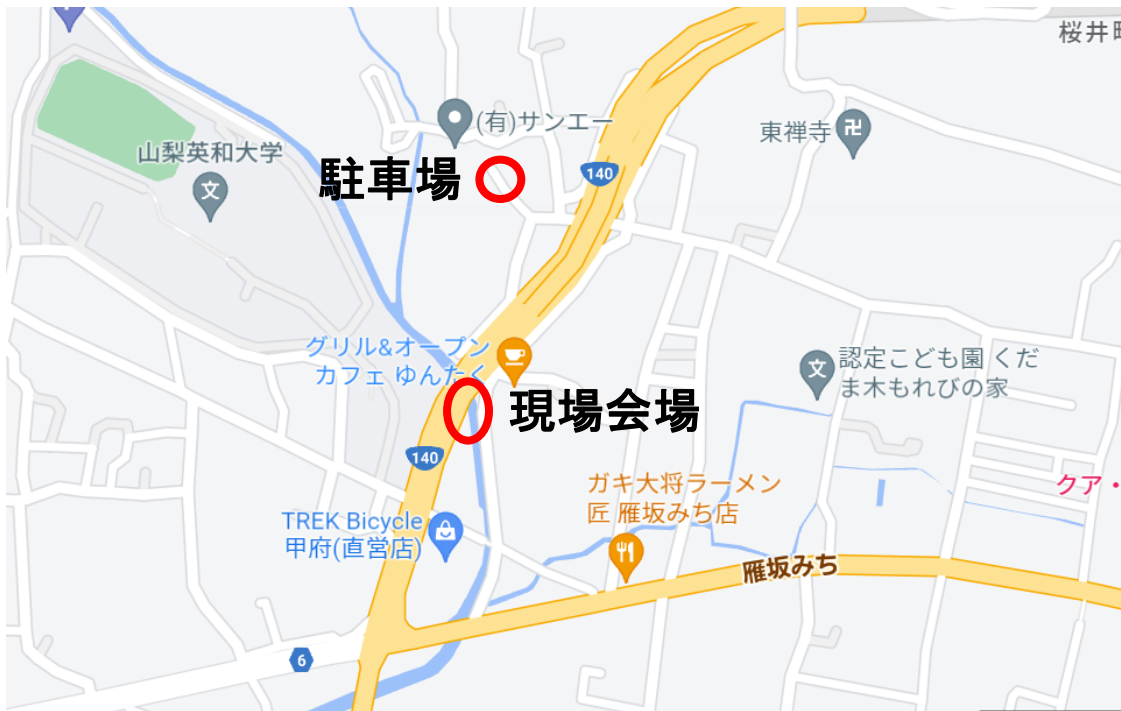 桜井町
(有)サンエー
東禅寺
卍
山梨英和大学
文
駐車場
140
グリル&オープン
カフェ ゆんたく
文
認定こども園 くだ
ま木もれびの家
現場会場
140
ガキ大将ラーメン
匠 雁坂みち店
クア・
TREK Bicycle
甲府(直営店)
雁坂みち
6